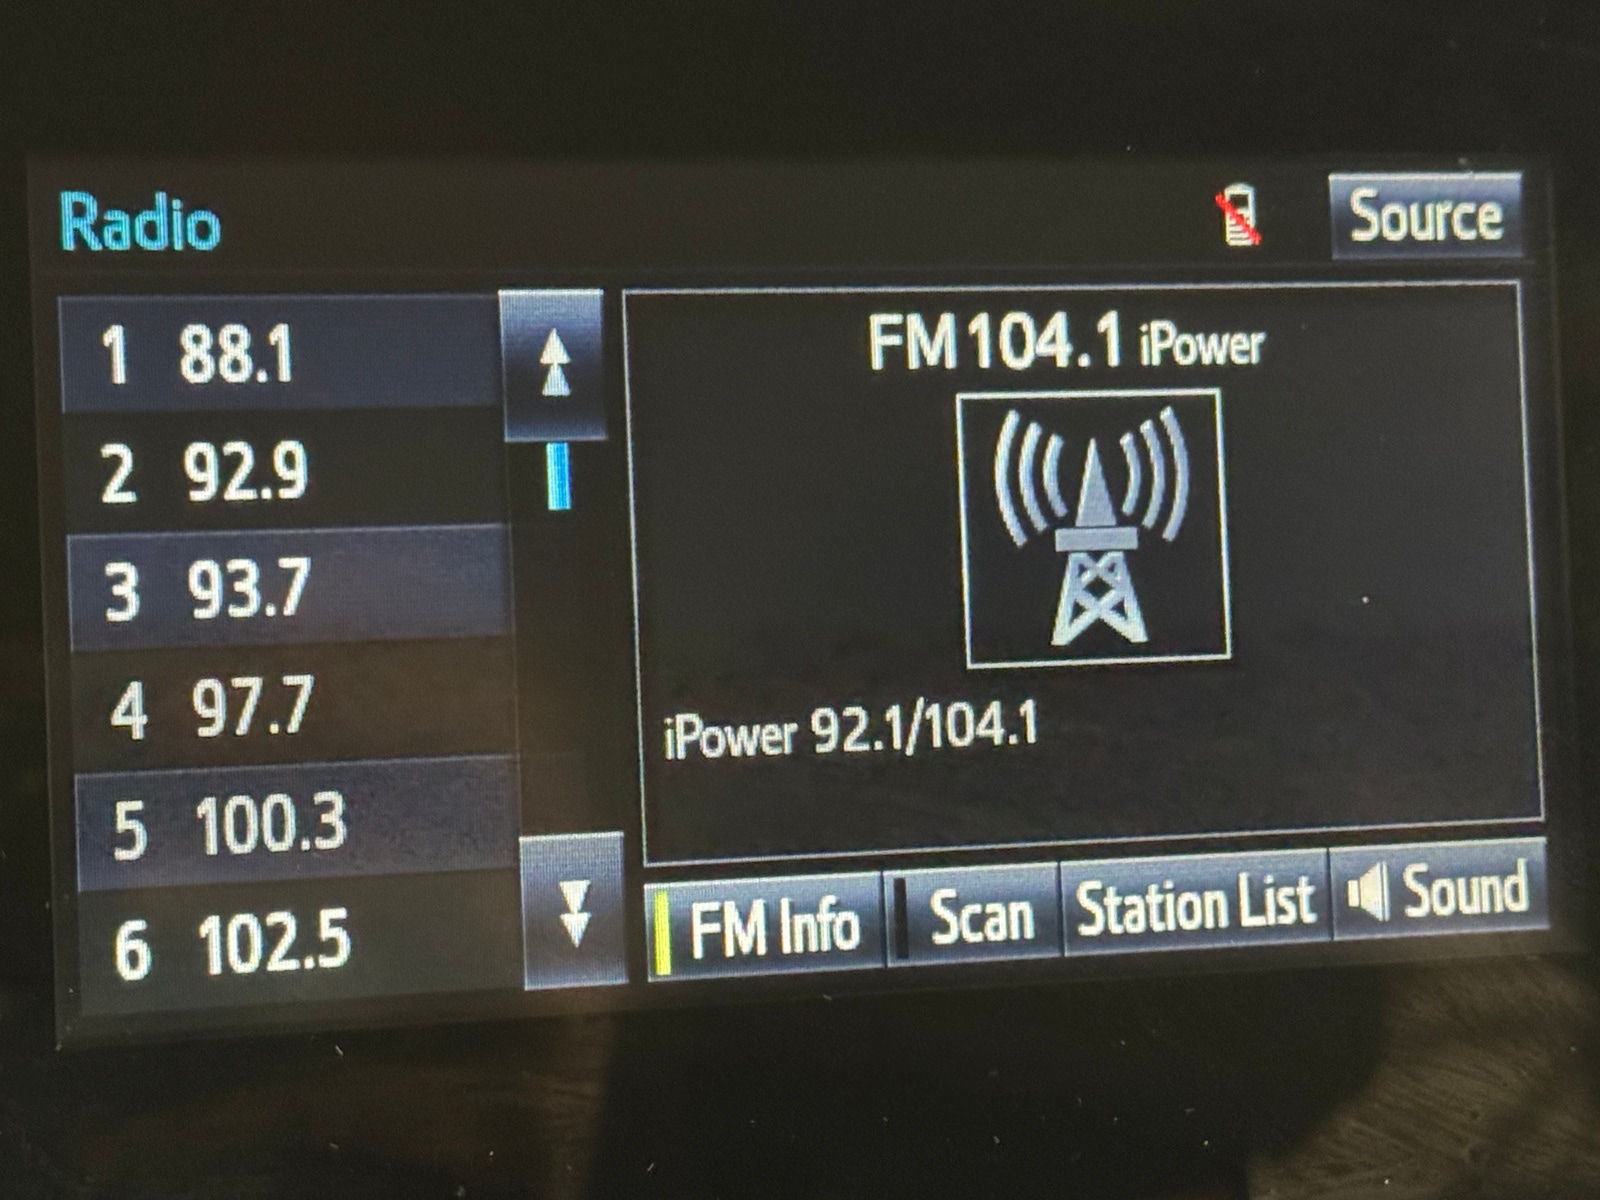 Radio
Source
1 88.1
2 92.9
3 93.7
4 97.7
5 100.3
6 102.5
FM 104.1 iPower
iPower 92.1/104.1
FM Info
Scan
Station List
Sound